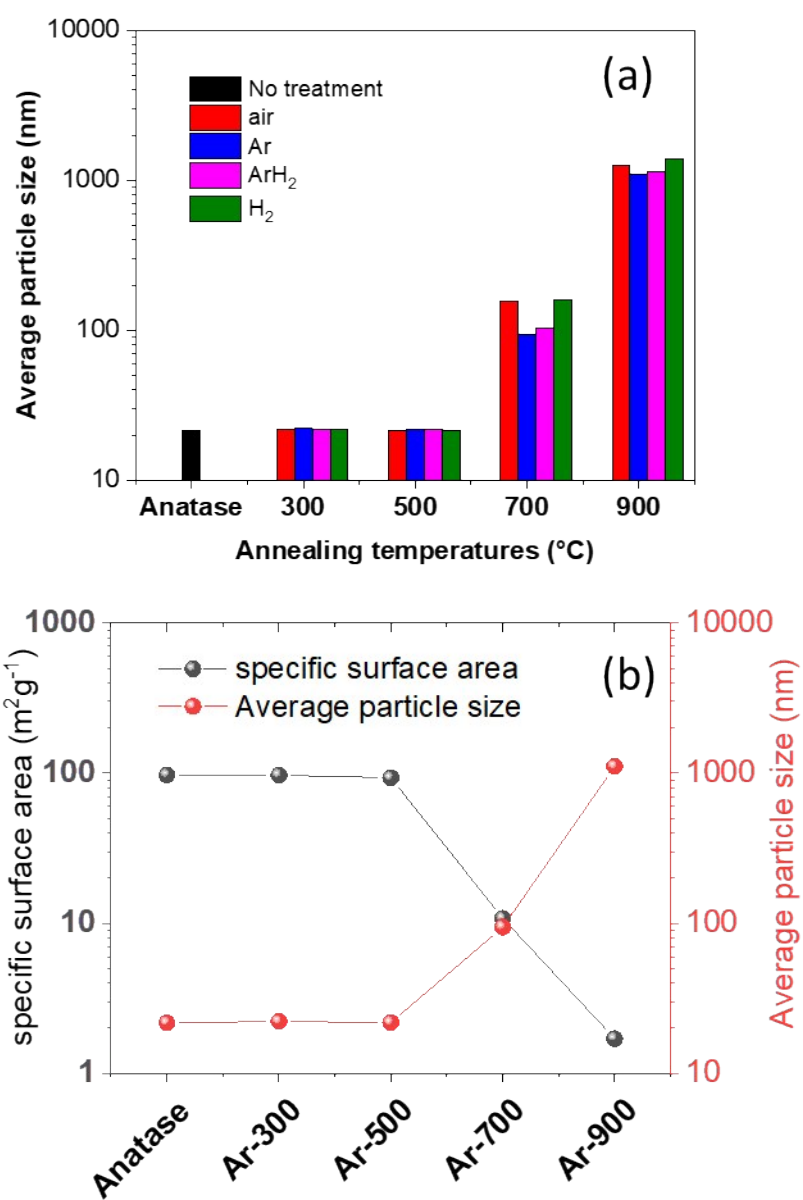 10000
1000
100
10
Average particle size (nm)
(a)
No treatment
air
Ar
ArH₂
H₂
Anatase 300 500 700 900
Annealing temperatures (°C)
1000
100
10
1
specific surface area (m²g⁻¹)
specific surface area
Average particle size
(b)
10000
1000
100
10
Average particle size (nm)
Anatase
Ar-300
Ar-500
Ar-700
Ar-900